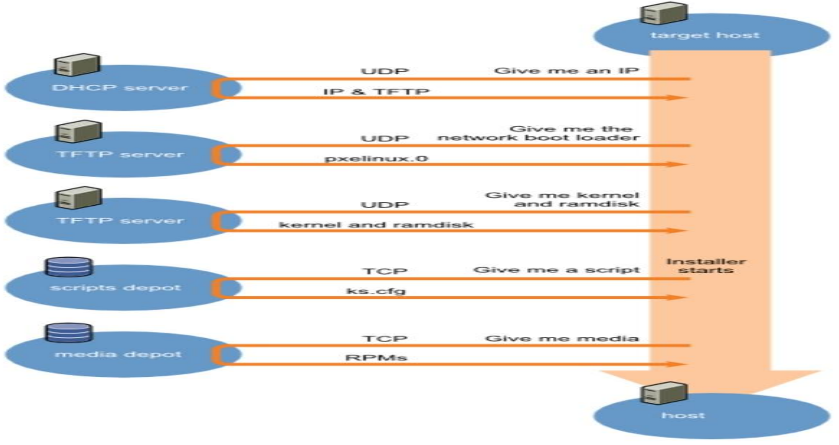 target host
UDP Give me an IP
DHCP server
IP & TFTP
Give me the
UDP network boot loader
TFTP server
pxelinux.0
Give me kernel
UDP and ramdisk
TFTP server
kernel and ramdisk
Installer
starts
TCP Give me a script
scripts depot
ks.cfg
TCP Give me media
media depot
RPMs
host